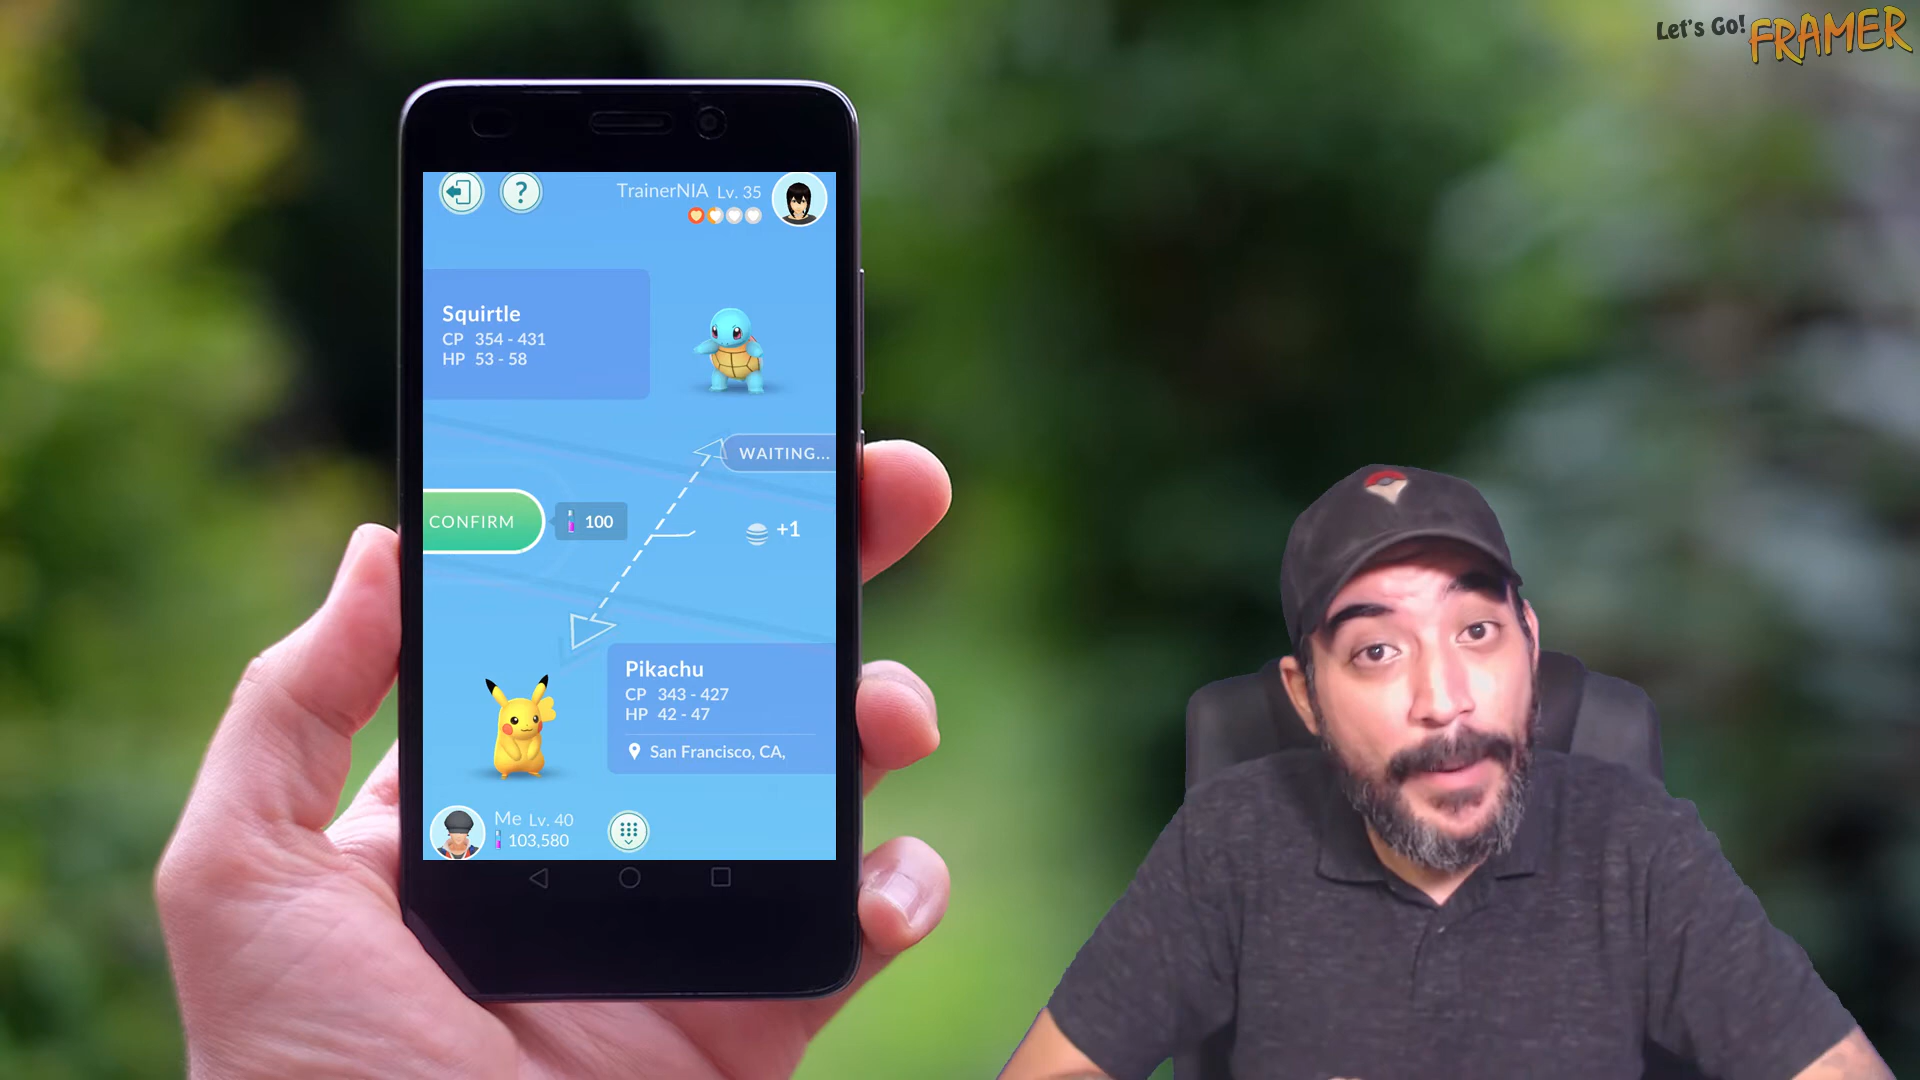 Let's Go! FRAMER
?
TrainerNIA Lv. 35
Squirtle
CP 354 - 431
HP 53 - 58
WAITING...
CONFIRM
100
+1
Pikachu
CP 343 - 427
HP 42 - 47
San Francisco, CA,
Me Lv. 40
103,580